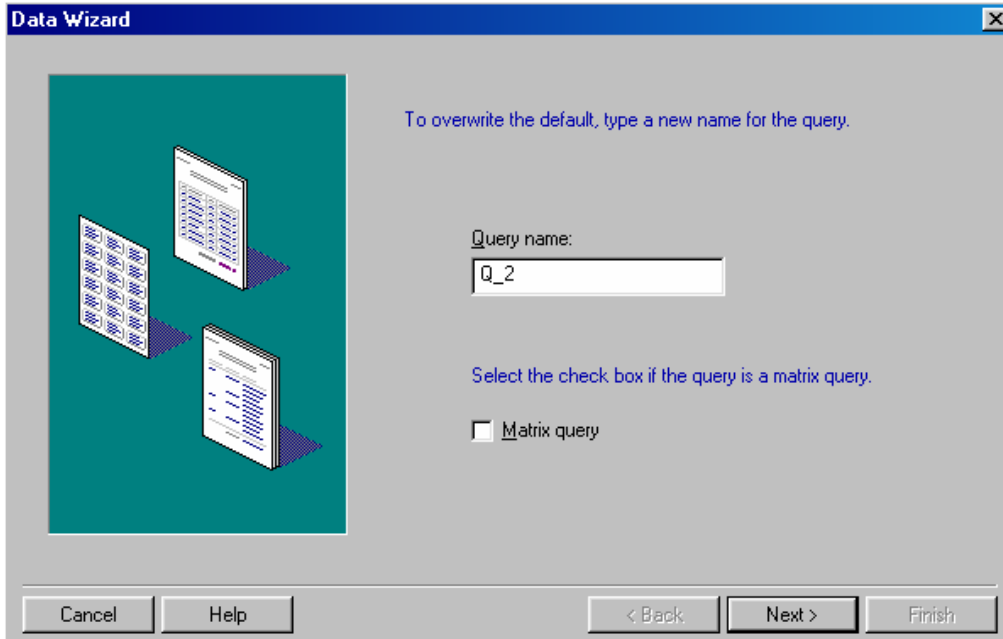 Data Wizard
To overwrite the default, type a new name for the query.
Query name:
Q_2
Select the check box if the query is a matrix query.
Matrix query
Cancel Help < Back Next > Finish